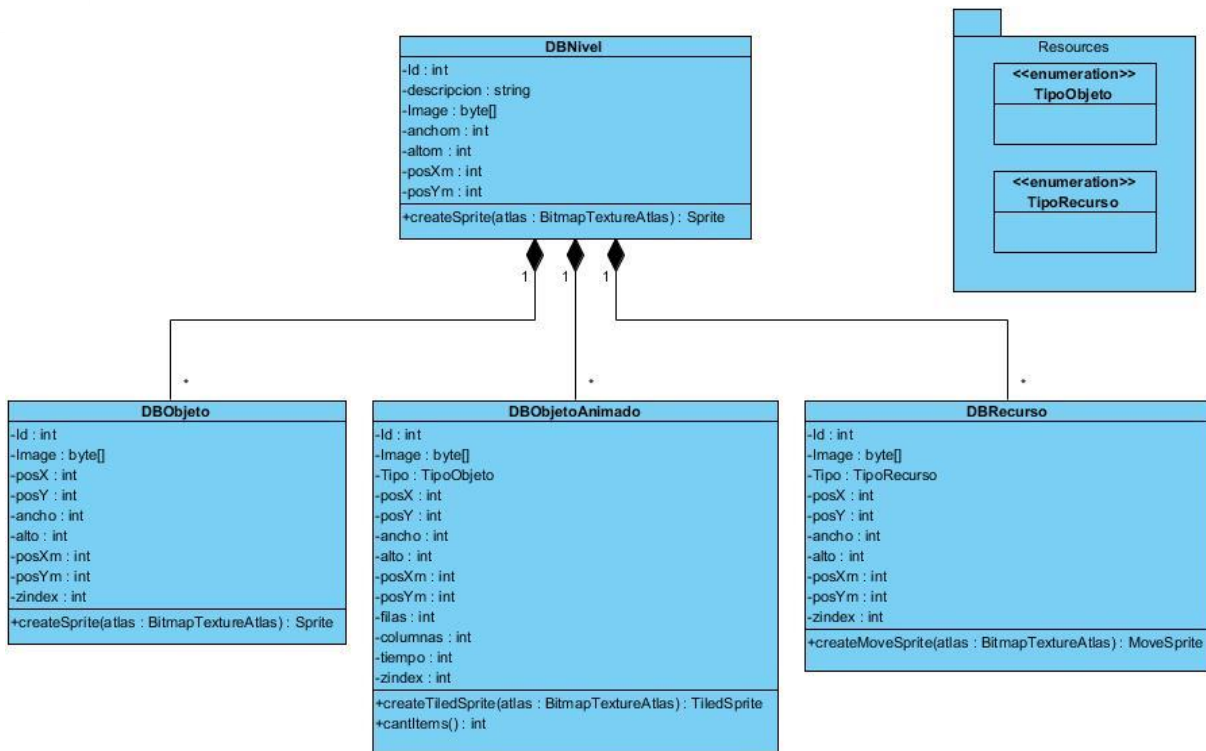 DBNivel
-Id : int
-descripcion : string
-Image : byte[]
-anchom : int
-altom : int
-posXm : int
-posYm : int
+createSprite(atlas : BitmapTextureAtlas) : Sprite
Resources
<<enumeration>>
TipoObjeto
<<enumeration>>
TipoRecurso
1
1
1
*
*
*
DBObjeto
-Id : int
-Image : byte[]
-posX : int
-posY : int
-ancho : int
-alto : int
-posXm : int
-posYm : int
-zindex : int
+createSprite(atlas : BitmapTextureAtlas) : Sprite
DBObjetoAnimado
-Id : int
-Image : byte[]
-Tipo : TipoObjeto
-posX : int
-posY : int
-ancho : int
-alto : int
-posXm : int
-posYm : int
-filas : int
-columnas : int
-tiempo : int
-zindex : int
+createTiledSprite(atlas : BitmapTextureAtlas) : TiledSprite
+cantItems() : int
DBRecurso
-Id : int
-Image : byte[]
-Tipo : TipoRecurso
-posX : int
-posY : int
-ancho : int
-alto : int
-posXm : int
-posYm : int
-zindex : int
+createMoveSprite(atlas : BitmapTextureAtlas) : MoveSprite